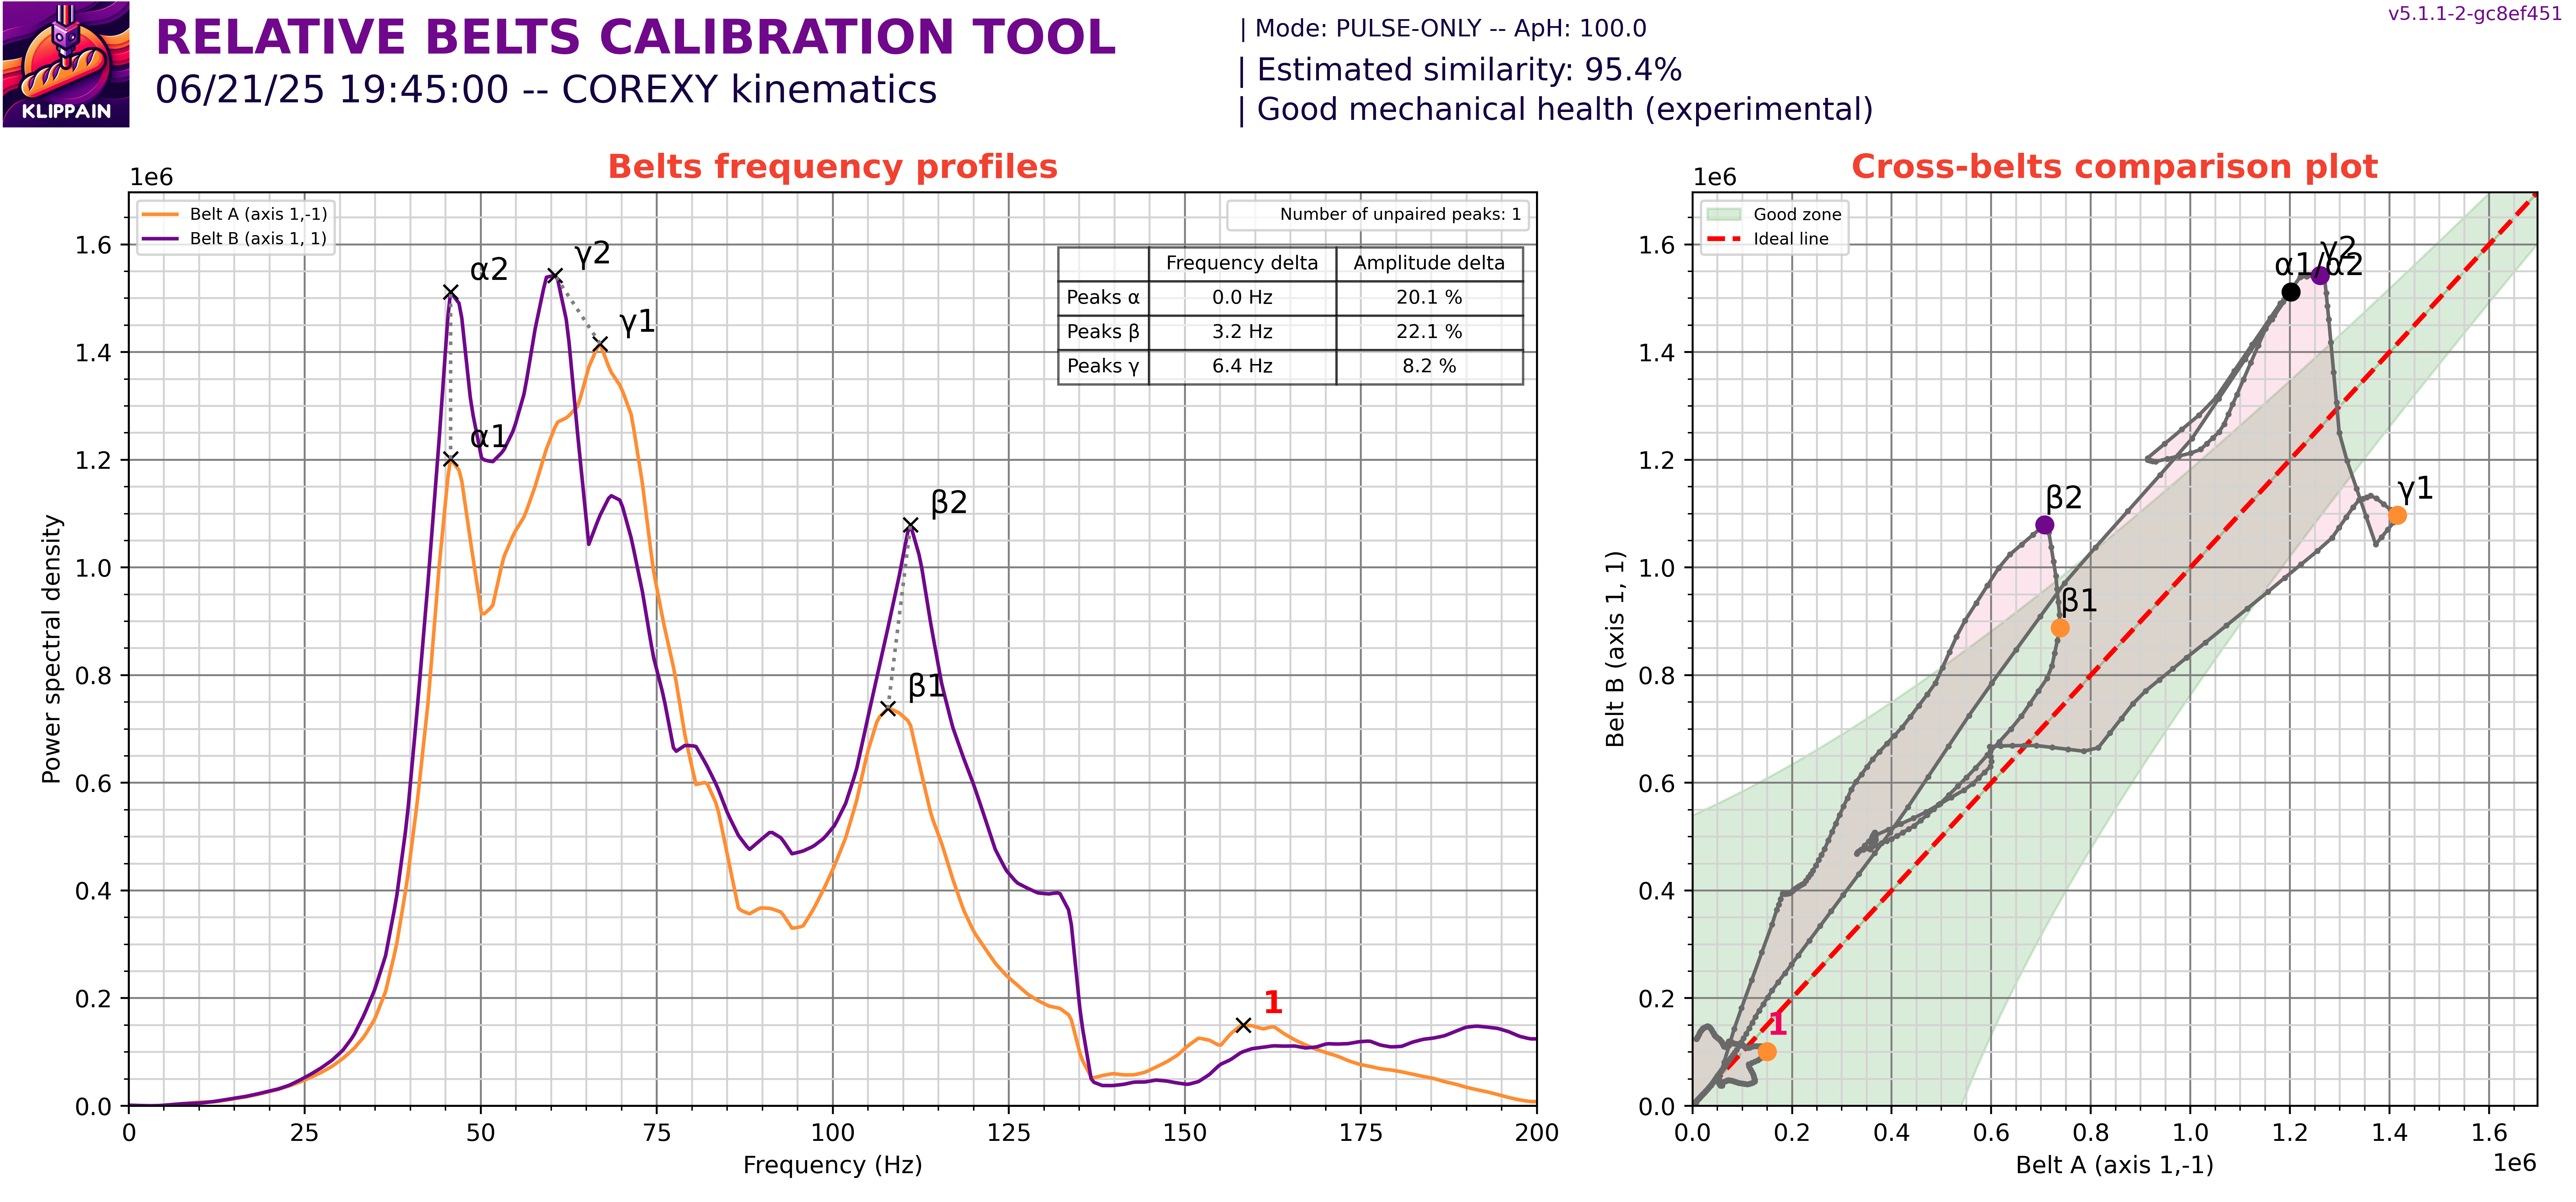 v5.1.1-2-gc8ef451
RELATIVE BELTS CALIBRATION TOOL
06/21/25 19:45:00 -- COREXY kinematics
KLIPPAIN
| Mode: PULSE-ONLY -- ApH: 100.0
| Estimated similarity: 95.4%
| Good mechanical health (experimental)
Belts frequency profiles
1e6
Belt A (axis 1,-1)
Belt B (axis 1, 1)
Number of unpaired peaks: 1
Frequency delta Amplitude delta
Peaks α 0.0 Hz 20.1 %
Peaks β 3.2 Hz 22.1 %
Peaks γ 6.4 Hz 8.2 %
α2
γ2
γ1
α1
β2
β1
1
Power spectral density
1.6
1.4
1.2
1.0
0.8
0.6
0.4
0.2
0.0
0 25 50 75 100 125 150 175 200
Frequency (Hz)
Cross-belts comparison plot
1e6
Good zone
Ideal line
γ2
α1/α2
γ1
β2
β1
1
Belt B (axis 1, 1)
1.6
1.4
1.2
1.0
0.8
0.6
0.4
0.2
0.0
0.0 0.2 0.4 0.6 0.8 1.0 1.2 1.4 1.6
Belt A (axis 1,-1)
1e6